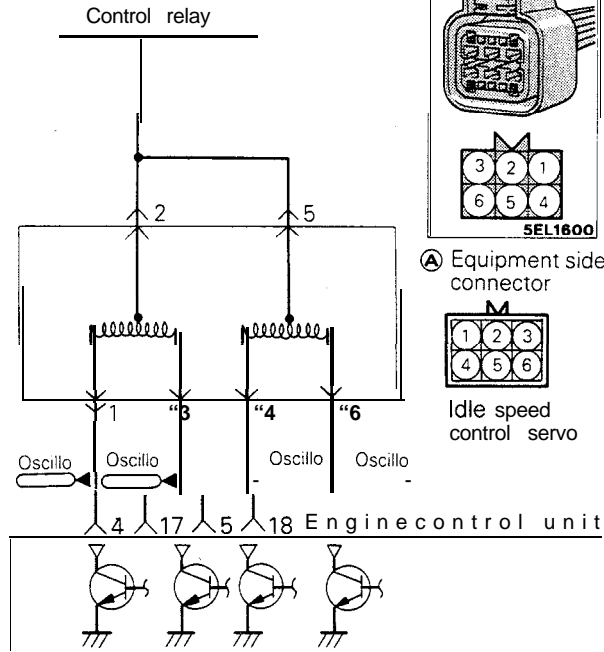 Control relay
2
5
3 2 1
6 5 4
5EL1600
A Equipment side
connector
1 2 3
4 5 6
Idle speed
control servo
1
“3
“4
“6
Oscillo
Oscillo
Oscillo
Oscillo
4
17
5
18
Enginecontrol unit